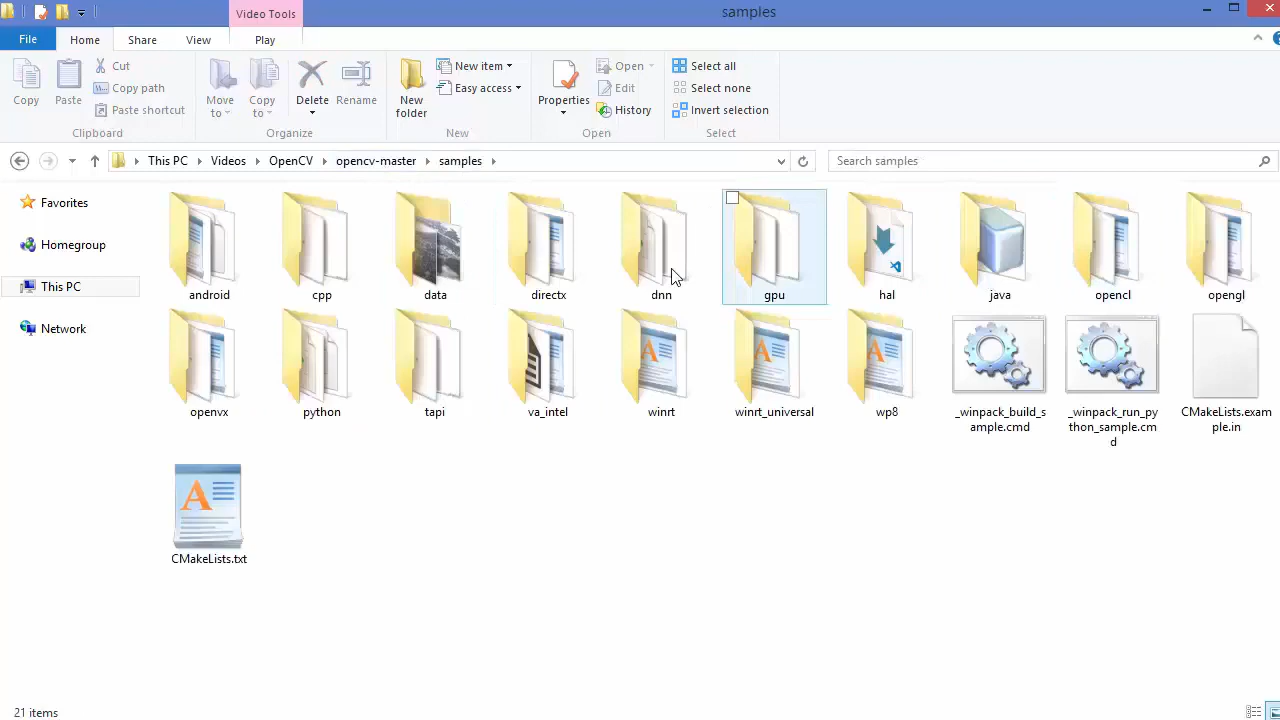 Video Tools
samples
File
Home
Share
View
Play
Copy
Paste
Cut
Copy path
Paste shortcut
Clipboard
Move to
Copy to
Delete
Rename
Organize
New folder
New item
Easy access
New
Properties
Open
Edit
History
Open
Select all
Select none
Invert selection
Select
This PC
Videos
OpenCV
opencv-master
samples
Search samples
Favorites
Homegroup
This PC
Network
android
cpp
data
directx
dnn
gpu
hal
java
opencl
opengl
openvx
python
tapi
va_intel
winrt
winrt_universal
wp8
_winpack_build_s
ample.cmd
_winpack_run_py
thon_sample.cm
d
CMakeLists.exam
ple.in
CMakeLists.txt
21 items